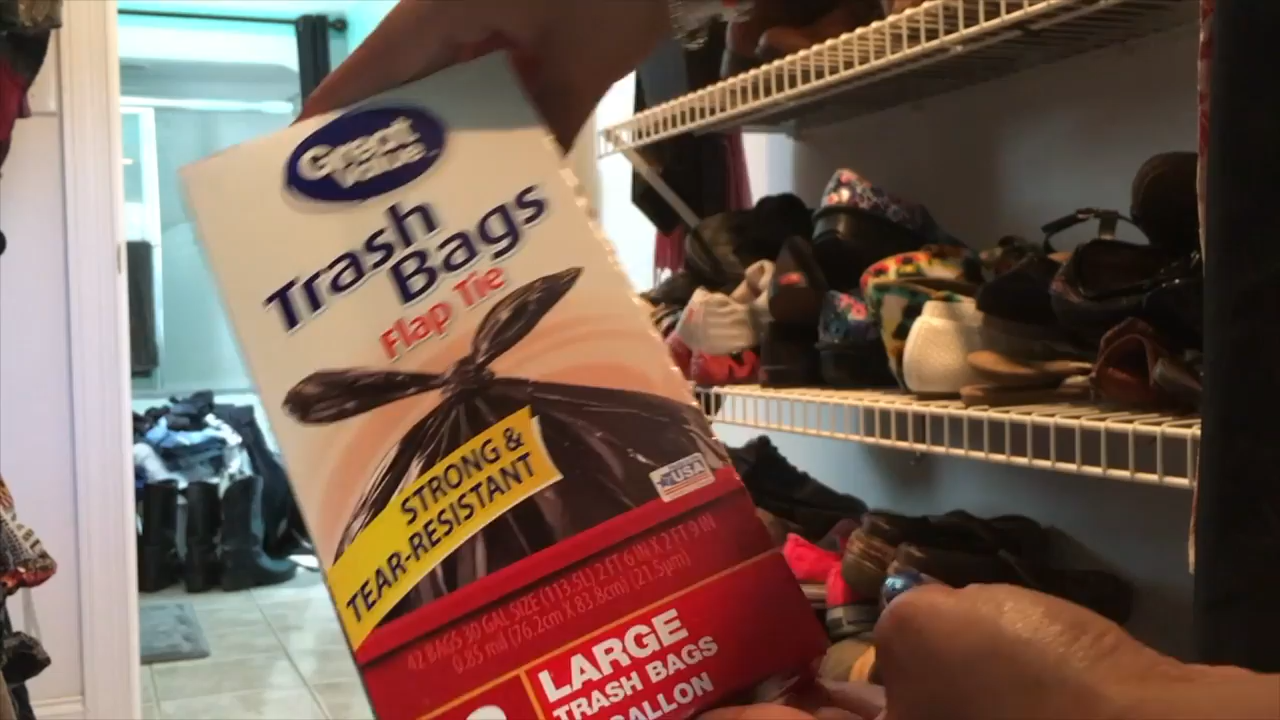 Great
Value
Trash
Bags
Flap Tie
STRONG &
TEAR-RESISTANT
USA
42 BAGS 30 GAL SIZE (113.5L) 2 FT 6 IN X 2 FT 9 IN
0.85 mil (76.2cm X 83.8cm) (21.5μm)
LARGE
TRASH BAGS
GALLON